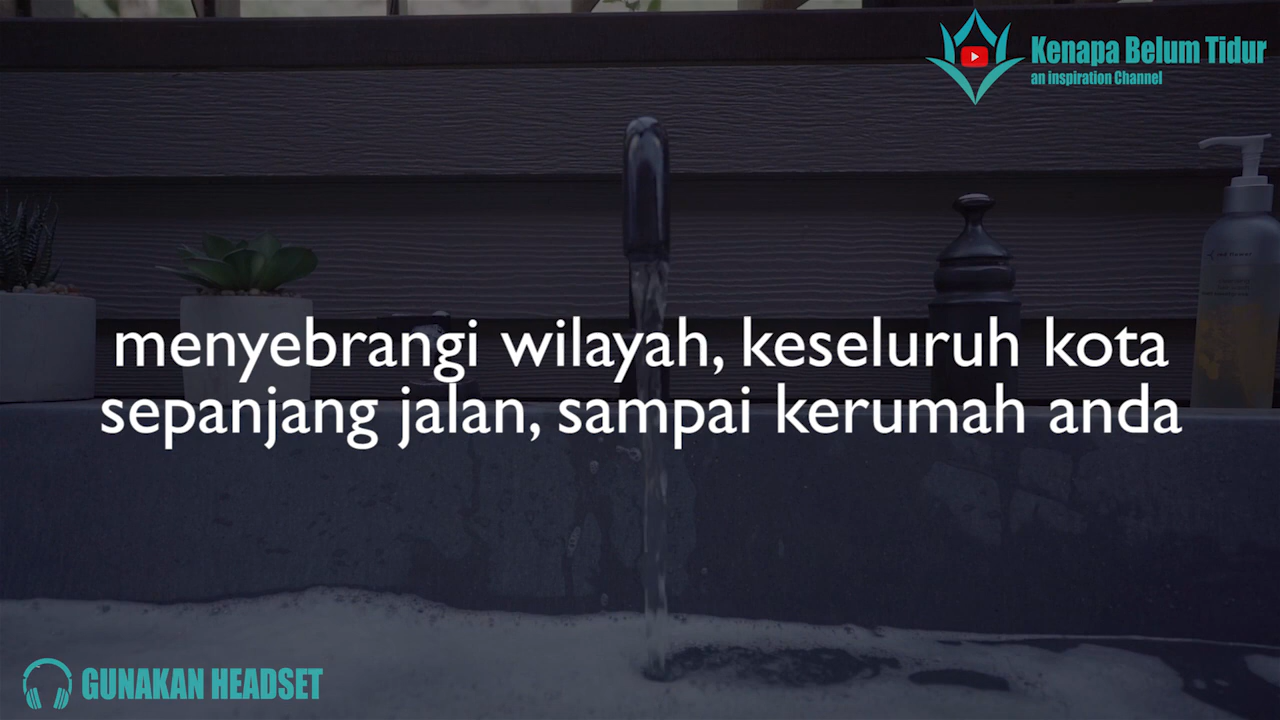 Kenapa Belum Tidur
an inspiration Channel
menyebrangi wilayah, keseluruh kota
sepanjang jalan, sampai kerumah anda
GUNAKAN HEADSET